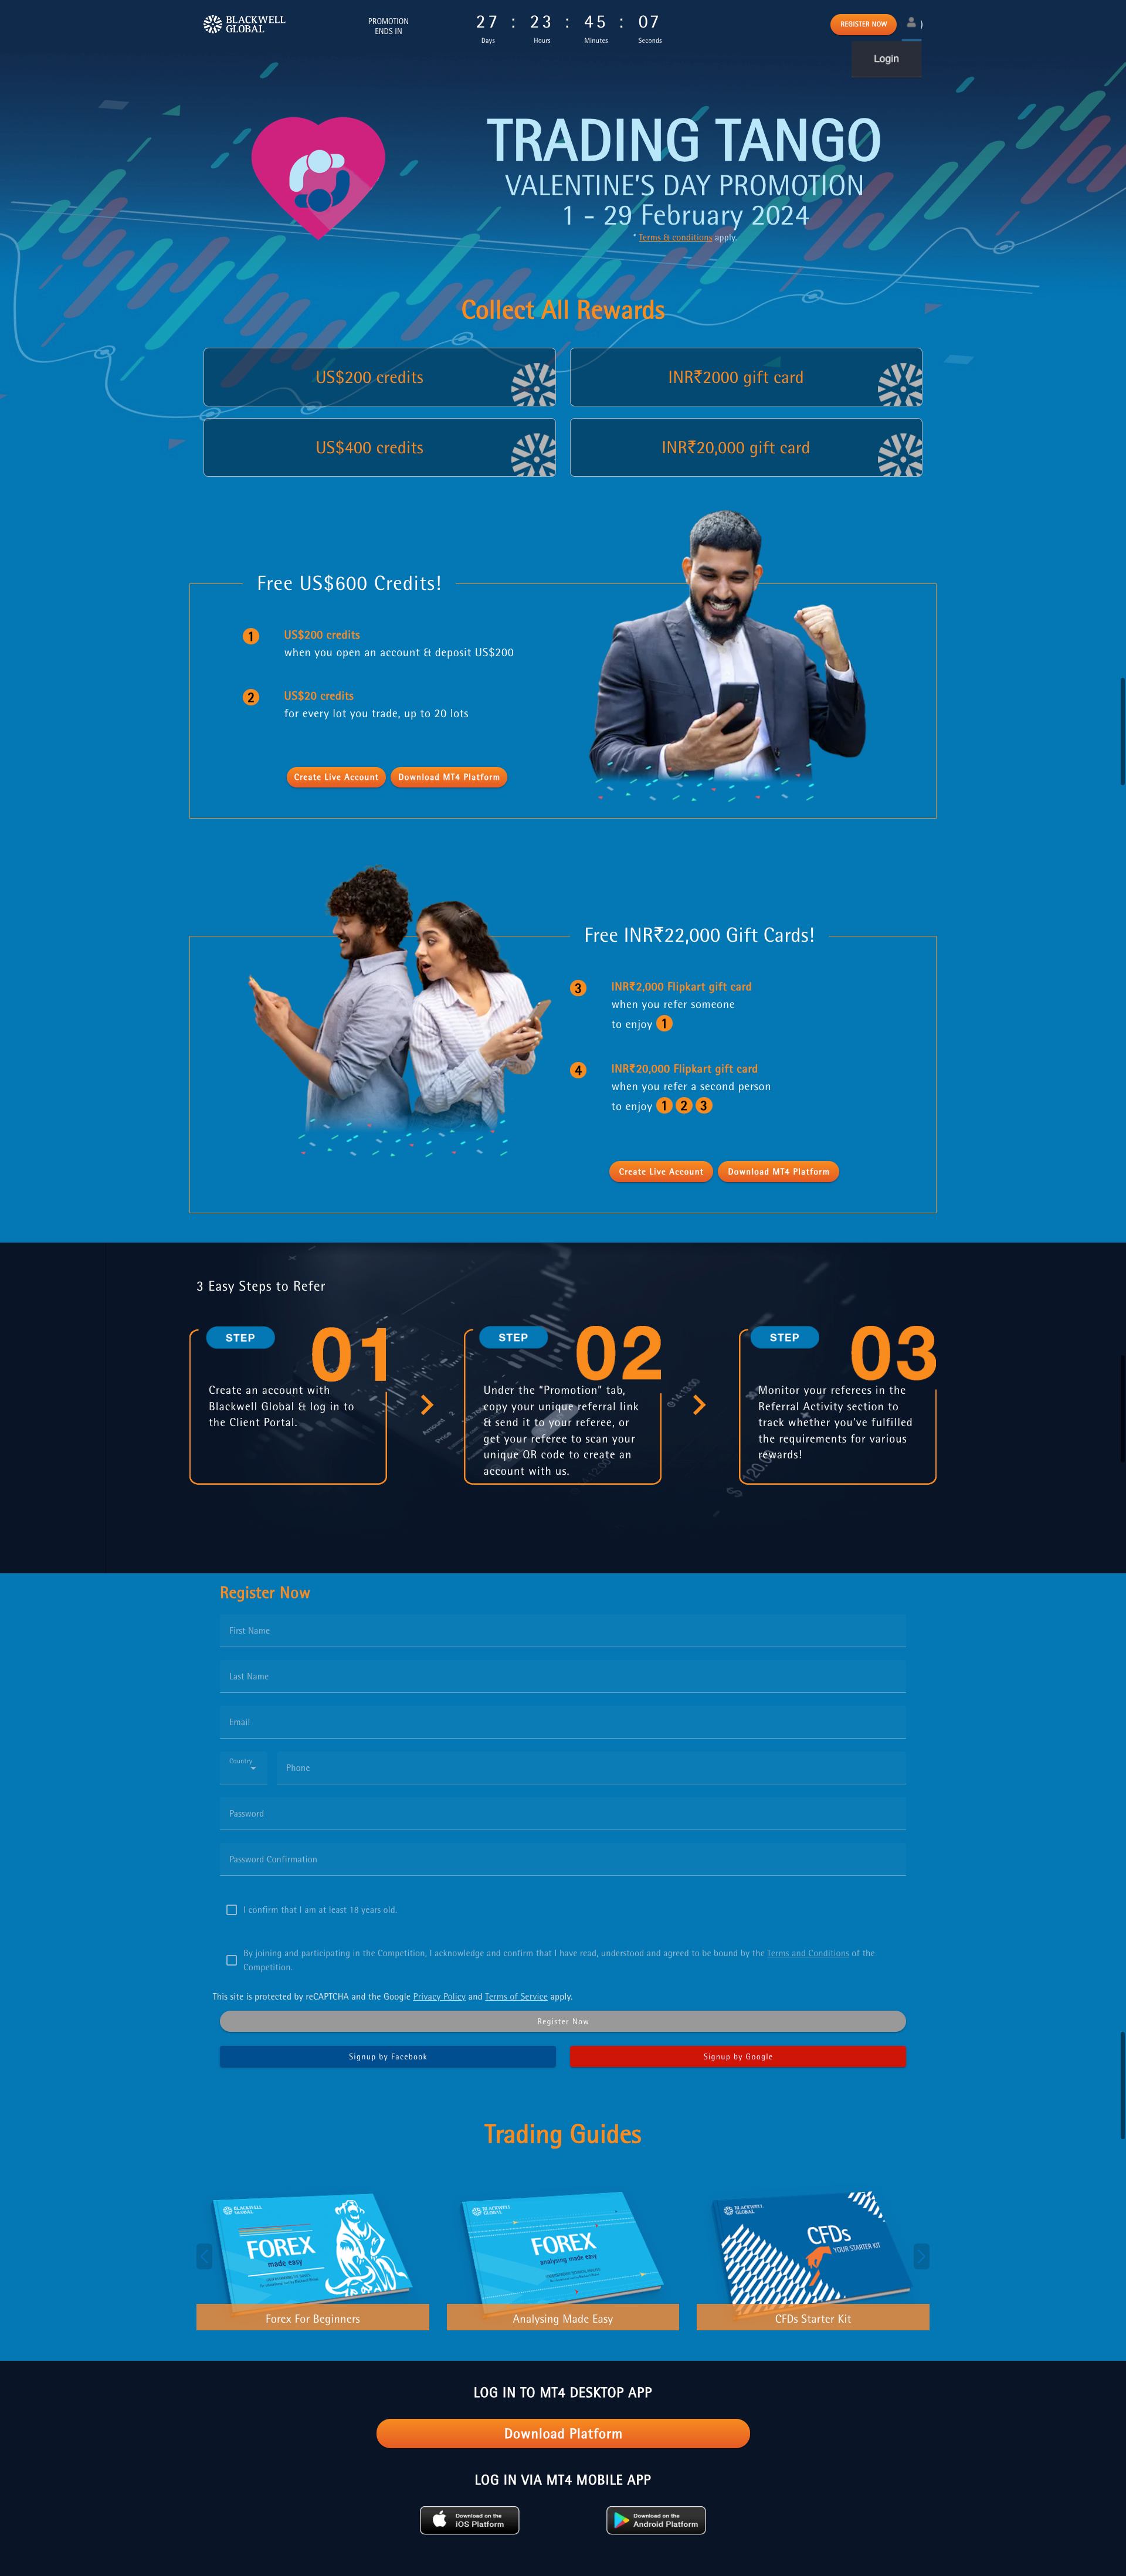 BLACKWELL
GLOBAL
PROMOTION
ENDS IN
27 : 23 : 45 : 07
Days Hours Minutes Seconds
REGISTER NOW
Login
TRADING TANGO
VALENTINE'S DAY PROMOTION
1 - 29 February 2024
* Terms & conditions apply.
Collect All Rewards
US$200 credits
INR₹2000 gift card
US$400 credits
INR₹20,000 gift card
Free US$600 Credits!
1 US$200 credits
when you open an account & deposit US$200
2 US$20 credits
for every lot you trade, up to 20 lots
Create Live Account
Download MT4 Platform
Free INR₹22,000 Gift Cards!
3 INR₹2,000 Flipkart gift card
when you refer someone
to enjoy 1
4 INR₹20,000 Flipkart gift card
when you refer a second person
to enjoy 1 2 3
Create Live Account
Download MT4 Platform
3 Easy Steps to Refer
STEP 01
Create an account with
Blackwell Global & log in to
the Client Portal.
STEP 02
Under the "Promotion" tab,
copy your unique referral link
& send it to your referee, or
get your referee to scan your
unique QR code to create an
account with us.
STEP 03
Monitor your referees in the
Referral Activity section to
track whether you've fulfilled
the requirements for various
rewards!
Register Now
First Name
Last Name
Email
Country
Phone
Password
Password Confirmation
I confirm that I am at least 18 years old.
By joining and participating in the Competition, I acknowledge and confirm that I have read, understood and agreed to be bound by the Terms and Conditions of the
Competition.
This site is protected by reCAPTCHA and the Google Privacy Policy and Terms of Service apply.
Register Now
Signup by Facebook
Signup by Google
Trading Guides
BLACKWELL
GLOBAL
FOREX
made easy
Forex For Beginners
BLACKWELL
GLOBAL
FOREX
analysing made easy
Analysing Made Easy
BLACKWELL
GLOBAL
CFDs
YOUR STARTER KIT
CFDs Starter Kit
LOG IN TO MT4 DESKTOP APP
Download Platform
LOG IN VIA MT4 MOBILE APP
Download on the
iOS Platform
Download on the
Android Platform